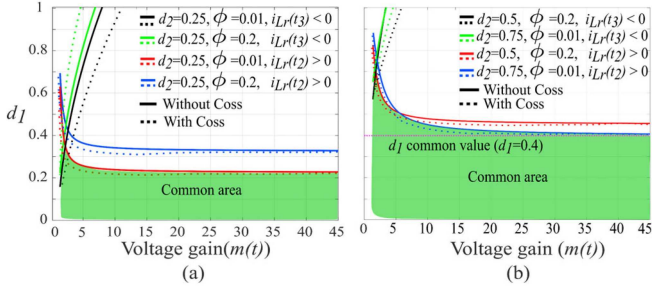 1
0.8
0.6
0.4
0.2
0
d1
d2=0.25, ϕ=0.01, iLr(t3)<0
d2=0.25, ϕ=0.2, iLr(t3)<0
d2=0.25, ϕ=0.01, iLr(t2)>0
d2=0.25, ϕ=0.2, iLr(t2)>0
Without Coss
With Coss
Common area
0 5 10 15 20 25 30 35 40 45
Voltage gain(m(t))
(a)
d2=0.5, ϕ=0.2, iLr(t3)<0
d2=0.75, ϕ=0.01, iLr(t3)<0
d2=0.5, ϕ=0.2, iLr(t2)>0
d2=0.75, ϕ=0.01, iLr(t2)>0
Without Coss
With Coss
d1 common value (d1=0.4)
Common area
0 5 10 15 20 25 30 35 40 45
Voltage gain (m(t))
(b)